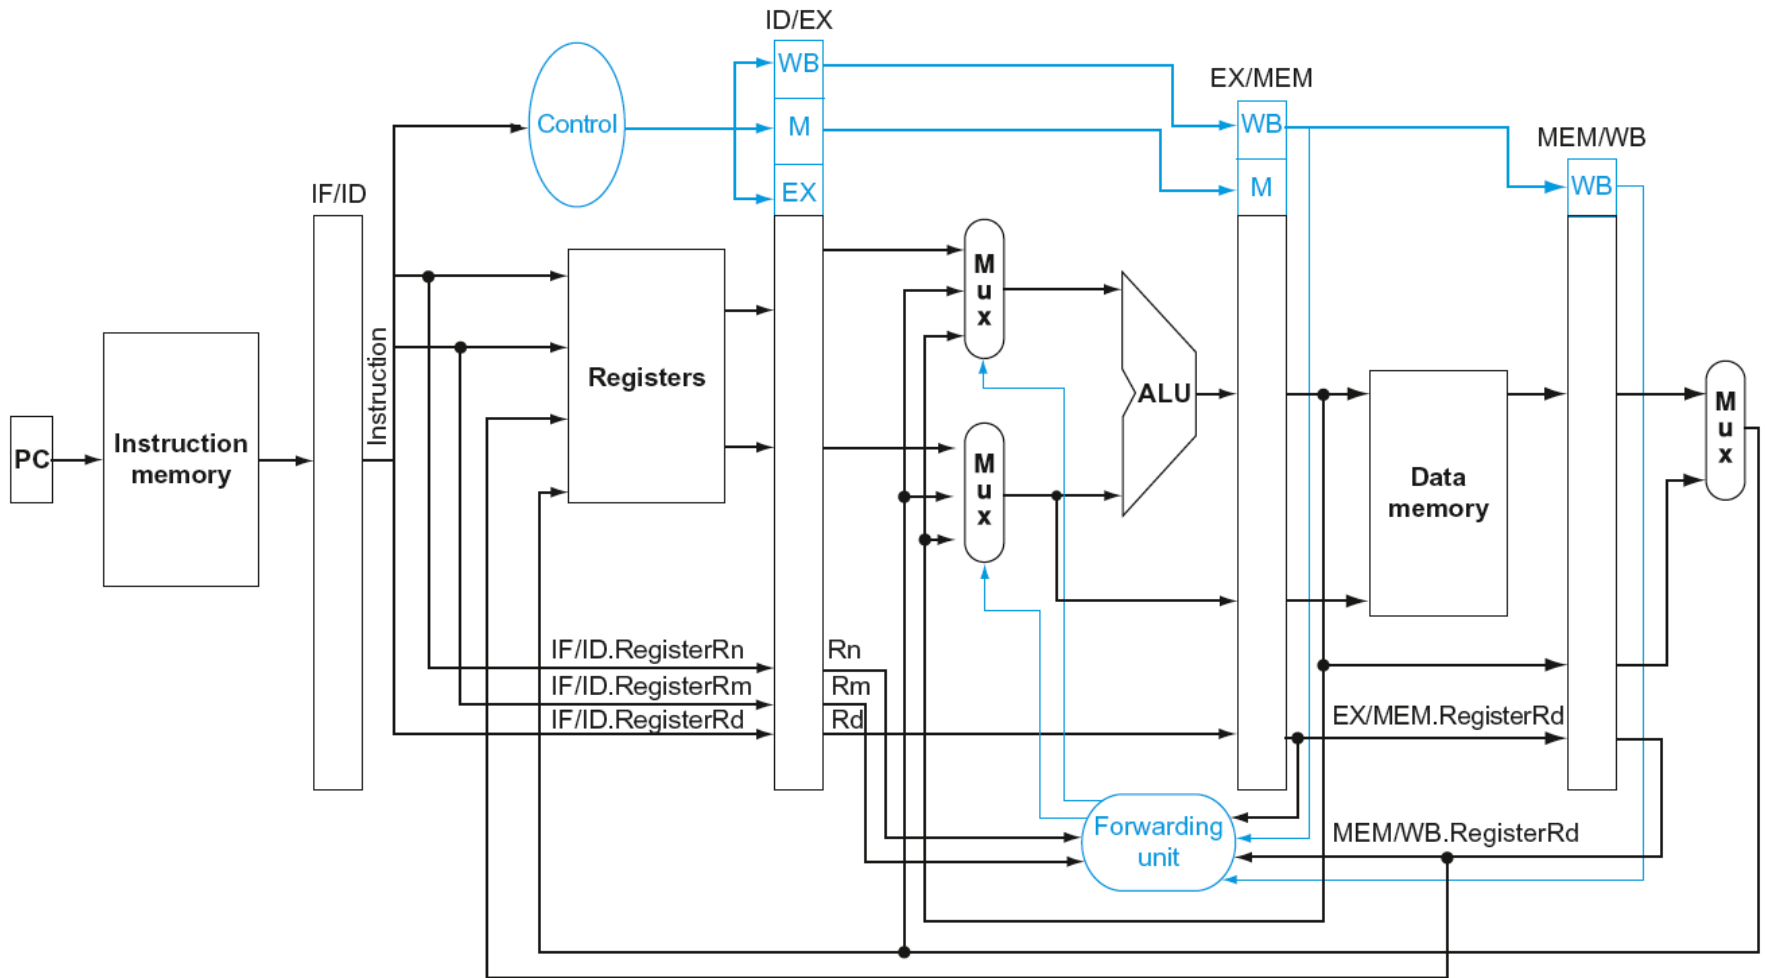 ID/EX
WB
EX/MEM
Control
M
WB
MEM/WB
IF/ID
EX
M
WB
M
u
x
Instruction
Registers
ALU
M
u
x
PC
Instruction
memory
M
u
x
Data
memory
IF/ID.RegisterRn
Rn
IF/ID.RegisterRm
Rm
IF/ID.RegisterRd
Rd
EX/MEM.RegisterRd
Forwarding
unit
MEM/WB.RegisterRd